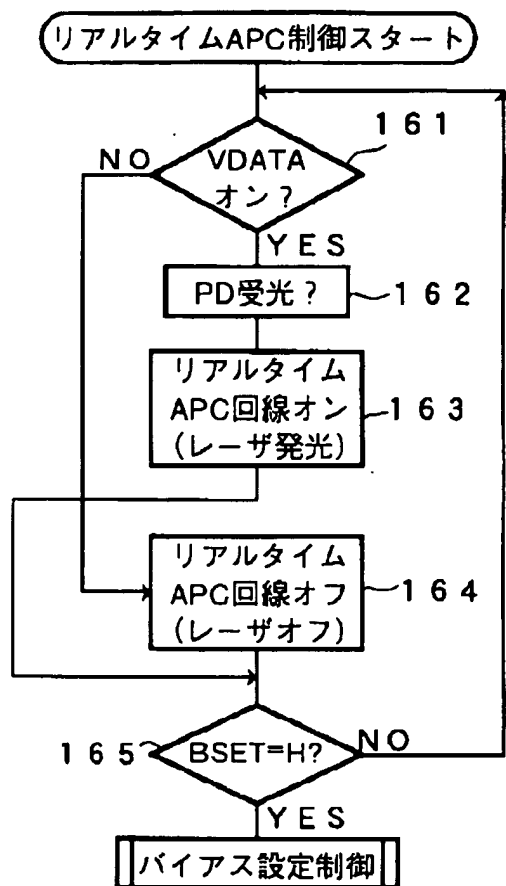 リアルタイムAPC制御スタート
161
NO
VDATA
オン?
YES
PD受光?
162
リアルタイム
APC回線オン
(レーザ発光)
163
リアルタイム
APC回線オフ
(レーザオフ)
164
165
BSET=H?
NO
YES
バイアス設定制御